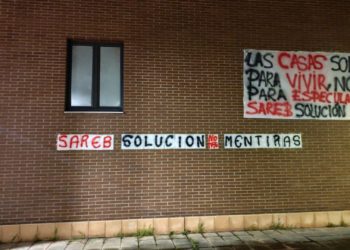 LAS CASAS SO
PARA VIVIR, NO
PARA ESPECULA
SAREB SOLUCIÓN
SAREB SOLUCION NO MENTIRAS